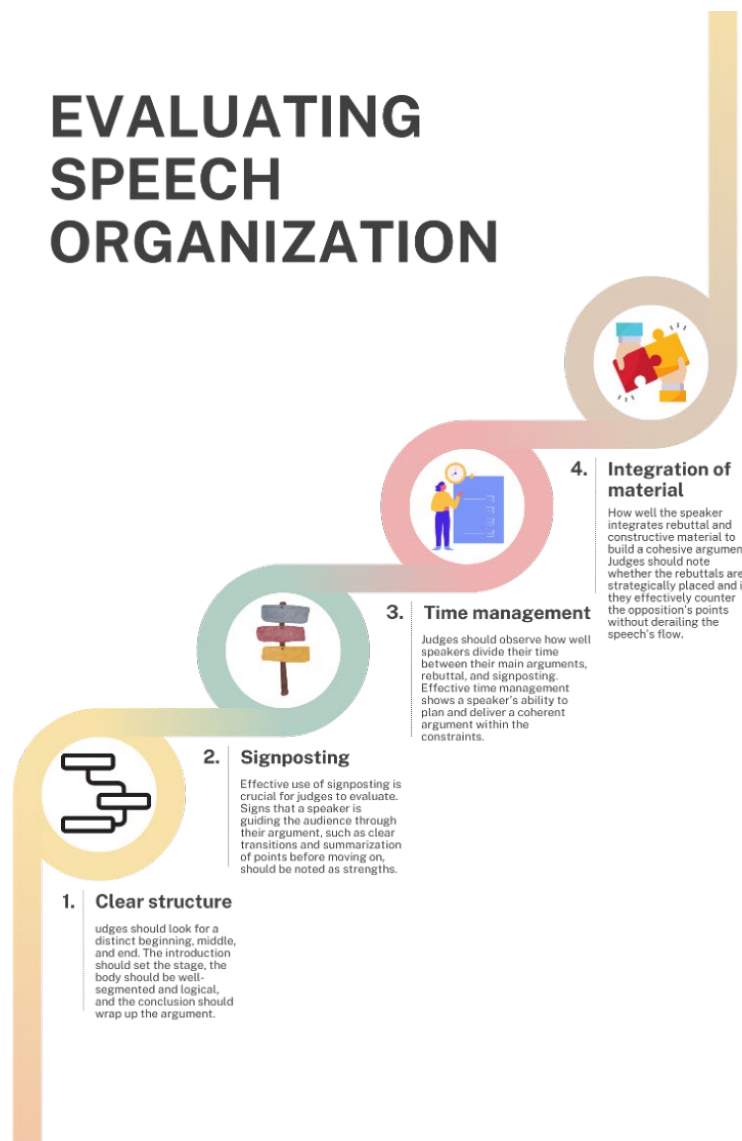 EVALUATING
SPEECH
ORGANIZATION
1. Clear structure
udges should look for a
distinct beginning, middle,
and end. The introduction
should set the stage, the
body should be well-
segmented and logical,
and the conclusion should
wrap up the argument.
2. Signposting
Effective use of signposting is
crucial for judges to evaluate.
Signs that a speaker is
guiding the audience through
their argument, such as clear
transitions and summarization
of points before moving on,
should be noted as strengths.
3. Time management
Judges should observe how well
speakers divide their time
between their main arguments,
rebuttal, and signposting.
Effective time management
shows a speaker's ability to
plan and deliver a coherent
argument within the
constraints.
4. Integration of
material
How well the speaker
integrates rebuttal and
constructive material to
build a cohesive argumen
Judges should note
whether the rebuttals are
strategically placed and i
they effectively counter
the opposition's points
without derailing the
speech's flow.